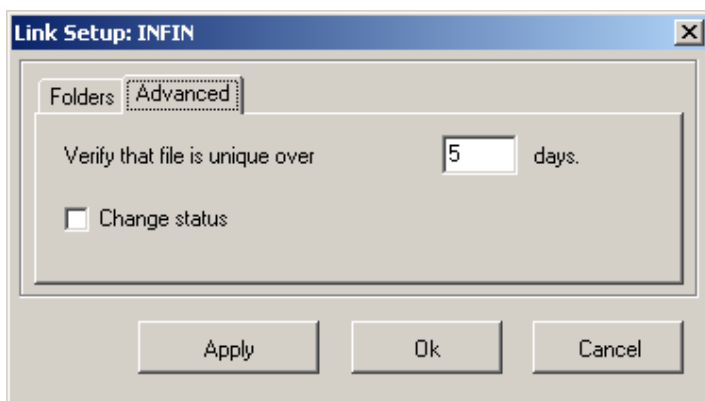 Link Setup: INFIN
Folders Advanced
Verify that file is unique over 5 days.
Change status
Apply Ok Cancel